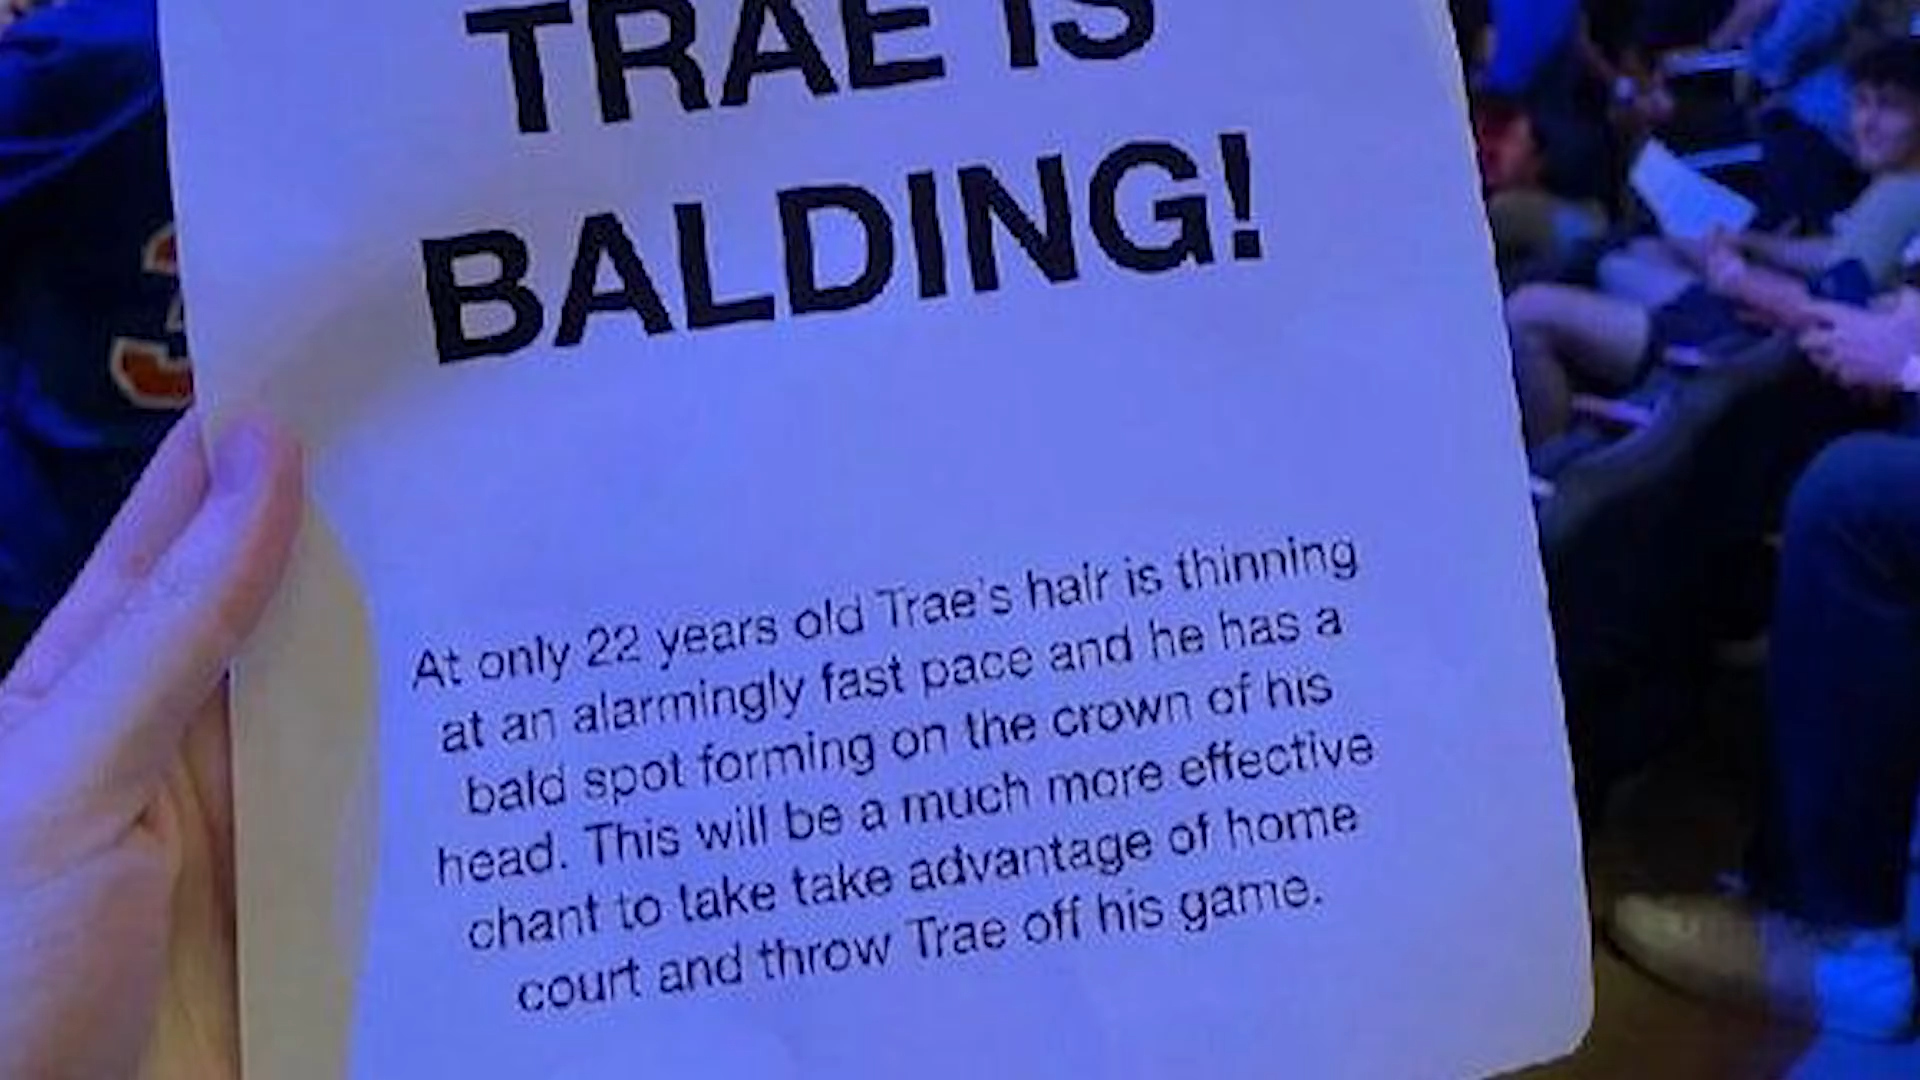 TRAE IS
BALDING!
3
At only 22 years old Trae's hair is thinning
at an alarmingly fast pace and he has a
bald spot forming on the crown of his
head. This will be a much more effective
chant to take take advantage of home
court and throw Trae off his game.